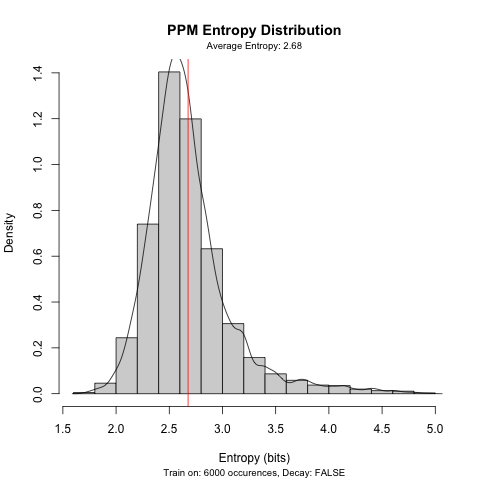 PPM Entropy Distribution
Average Entropy: 2.68
Density
1.4
1.2
1.0
0.8
0.6
0.4
0.2
0.0
1.5 2.0 2.5 3.0 3.5 4.0 4.5 5.0
Entropy (bits)
Train on: 6000 occurences, Decay: FALSE